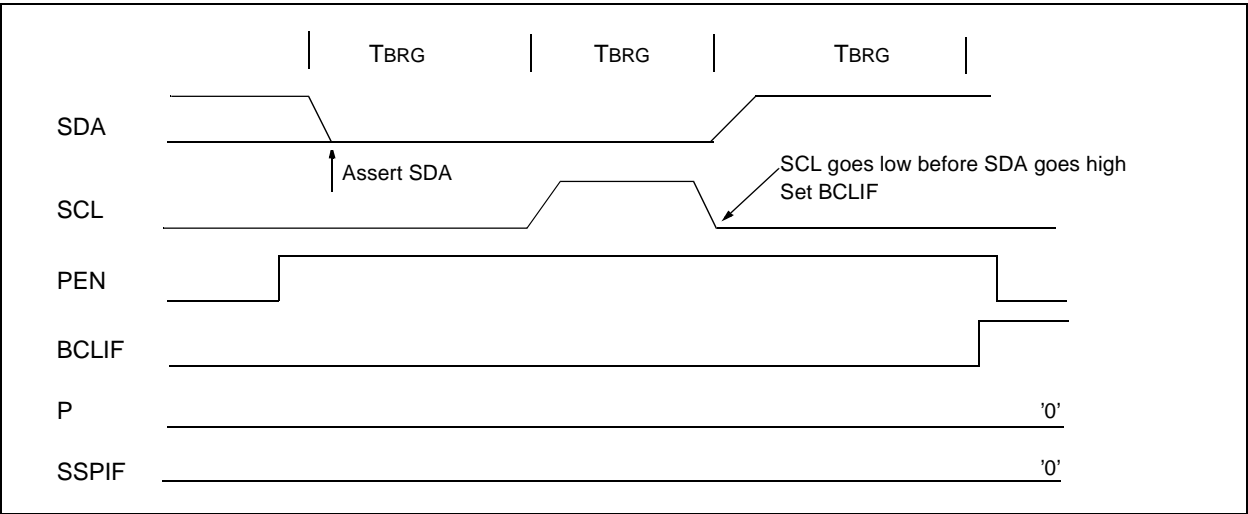 TBRG TBRG TBRG
SDA
Assert SDA
SCL goes low before SDA goes high
Set BCLIF
SCL
PEN
BCLIF
P '0'
SSPIF '0'